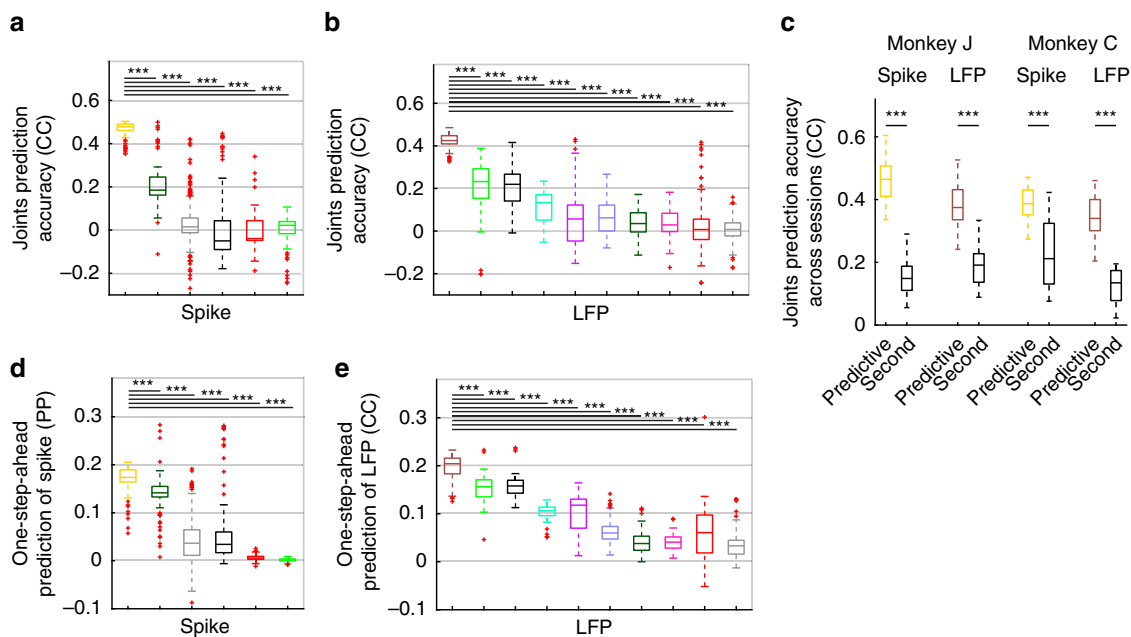 a
Joints prediction
accuracy (CC)
0.6
0.4
0.2
0
–0.2
*** *** *** *** ***
Spike
b
Joints prediction
accuracy (CC)
0.6
0.4
0.2
0
–0.2
*** *** *** *** *** *** *** *** ***
LFP
c
Monkey J Monkey C
Spike LFP Spike LFP
*** *** *** ***
Joints prediction accuracy
across sessions (CC)
0.6
0.4
0.2
0
Predictive
Second
Predictive
Second
Predictive
Second
Predictive
Second
d
One-step-ahead
prediction of spike (PP)
0.3
0.2
0.1
0
–0.1
*** *** *** *** ***
Spike
e
One-step-ahead
prediction of LFP (CC)
0.3
0.2
0.1
0
–0.1
*** *** *** *** *** *** *** *** ***
LFP